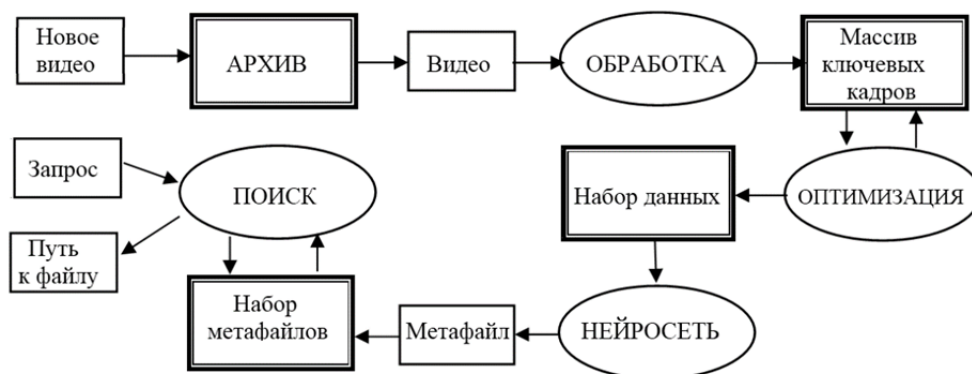 Новое
видео
АРХИВ
Видео
ОБРАБОТКА
Массив
ключевых
кадров
Запрос
ПОИСК
Набор данных
ОПТИМИЗАЦИЯ
Путь
к файлу
Набор
метафайлов
Метафайл
НЕЙРОСЕТЬ